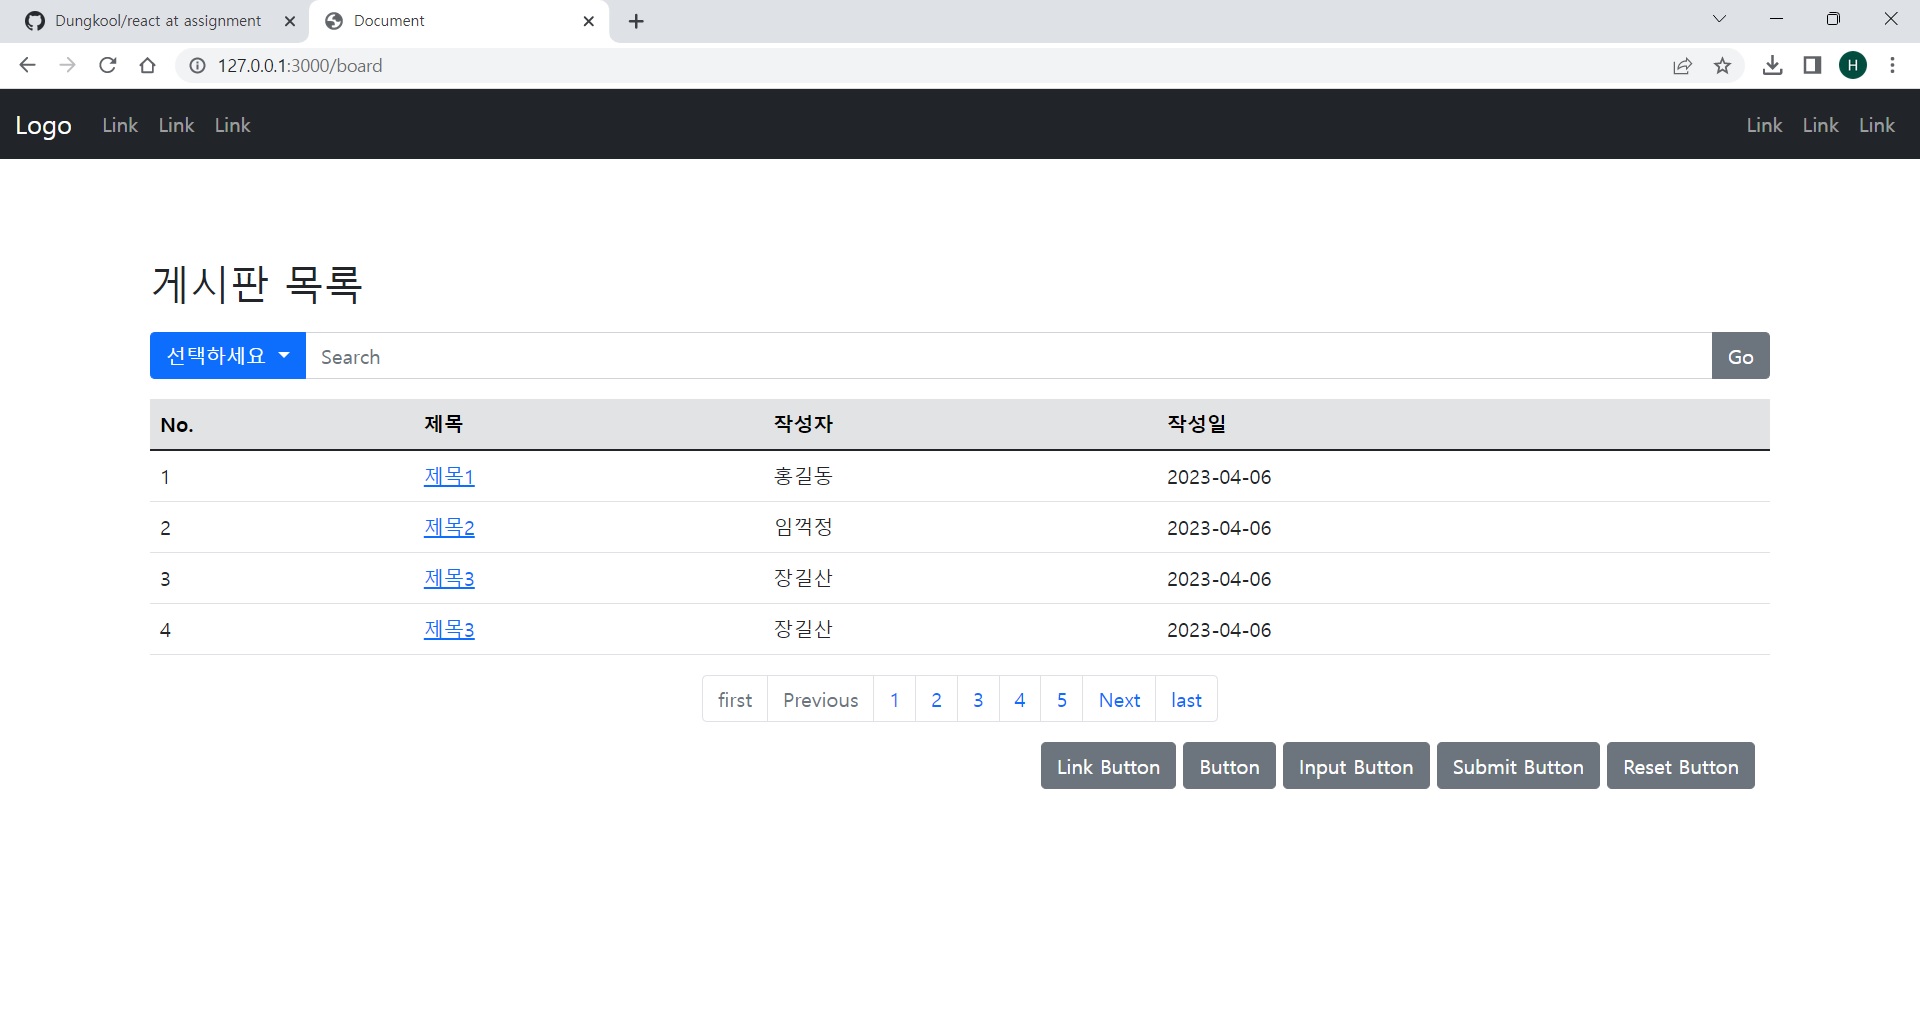 Dungkool/react at assignment
Document
127.0.0.1:3000/board
H
Logo Link Link Link Link Link Link
게시판 목록
선택하세요 Search Go
No. 제목 작성자 작성일
1 제목1 홍길동 2023-04-06
2 제목2 임꺽정 2023-04-06
3 제목3 장길산 2023-04-06
4 제목3 장길산 2023-04-06
first Previous 1 2 3 4 5 Next last
Link Button Button Input Button Submit Button Reset Button